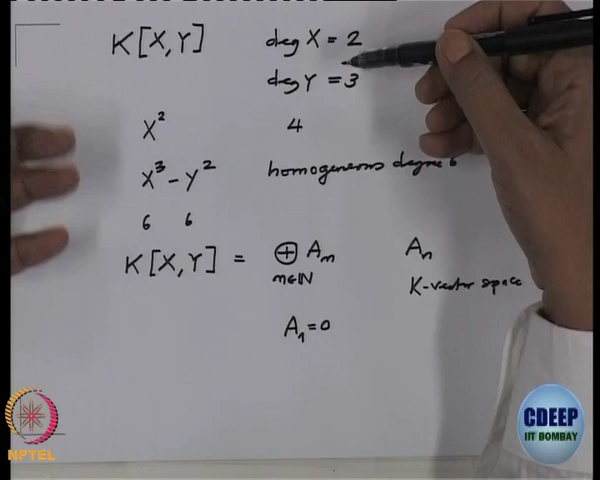 K[X,Y] deg X = 2
deg Y = 3
X² 4
X³ - Y² homogeneous degree 6
6 6
K[X,Y] = ⊕ Aₘ Aₙ
m∈ℕ K-vector space
A₁ = 0
NPTEL
CDEEP
IIT BOMBAY